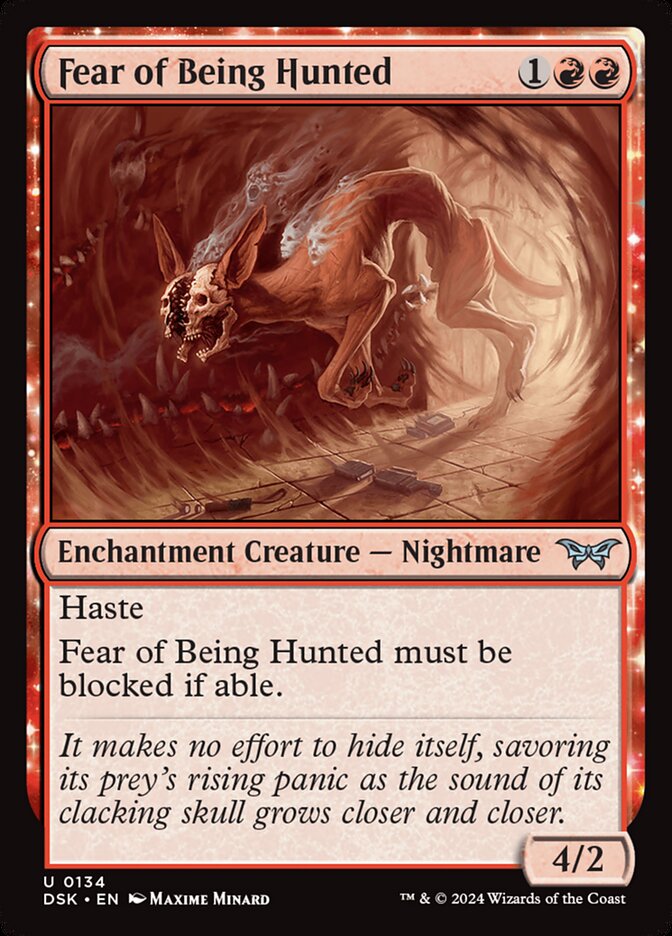 Fear of Being Hunted 1
Enchantment Creature — Nightmare
Haste
Fear of Being Hunted must be
blocked if able.
It makes no effort to hide itself, savoring
its prey's rising panic as the sound of its
clacking skull grows closer and closer.
4/2
U 0134
DSK • EN Maxime Minard
™ & © 2024 Wizards of the Coast